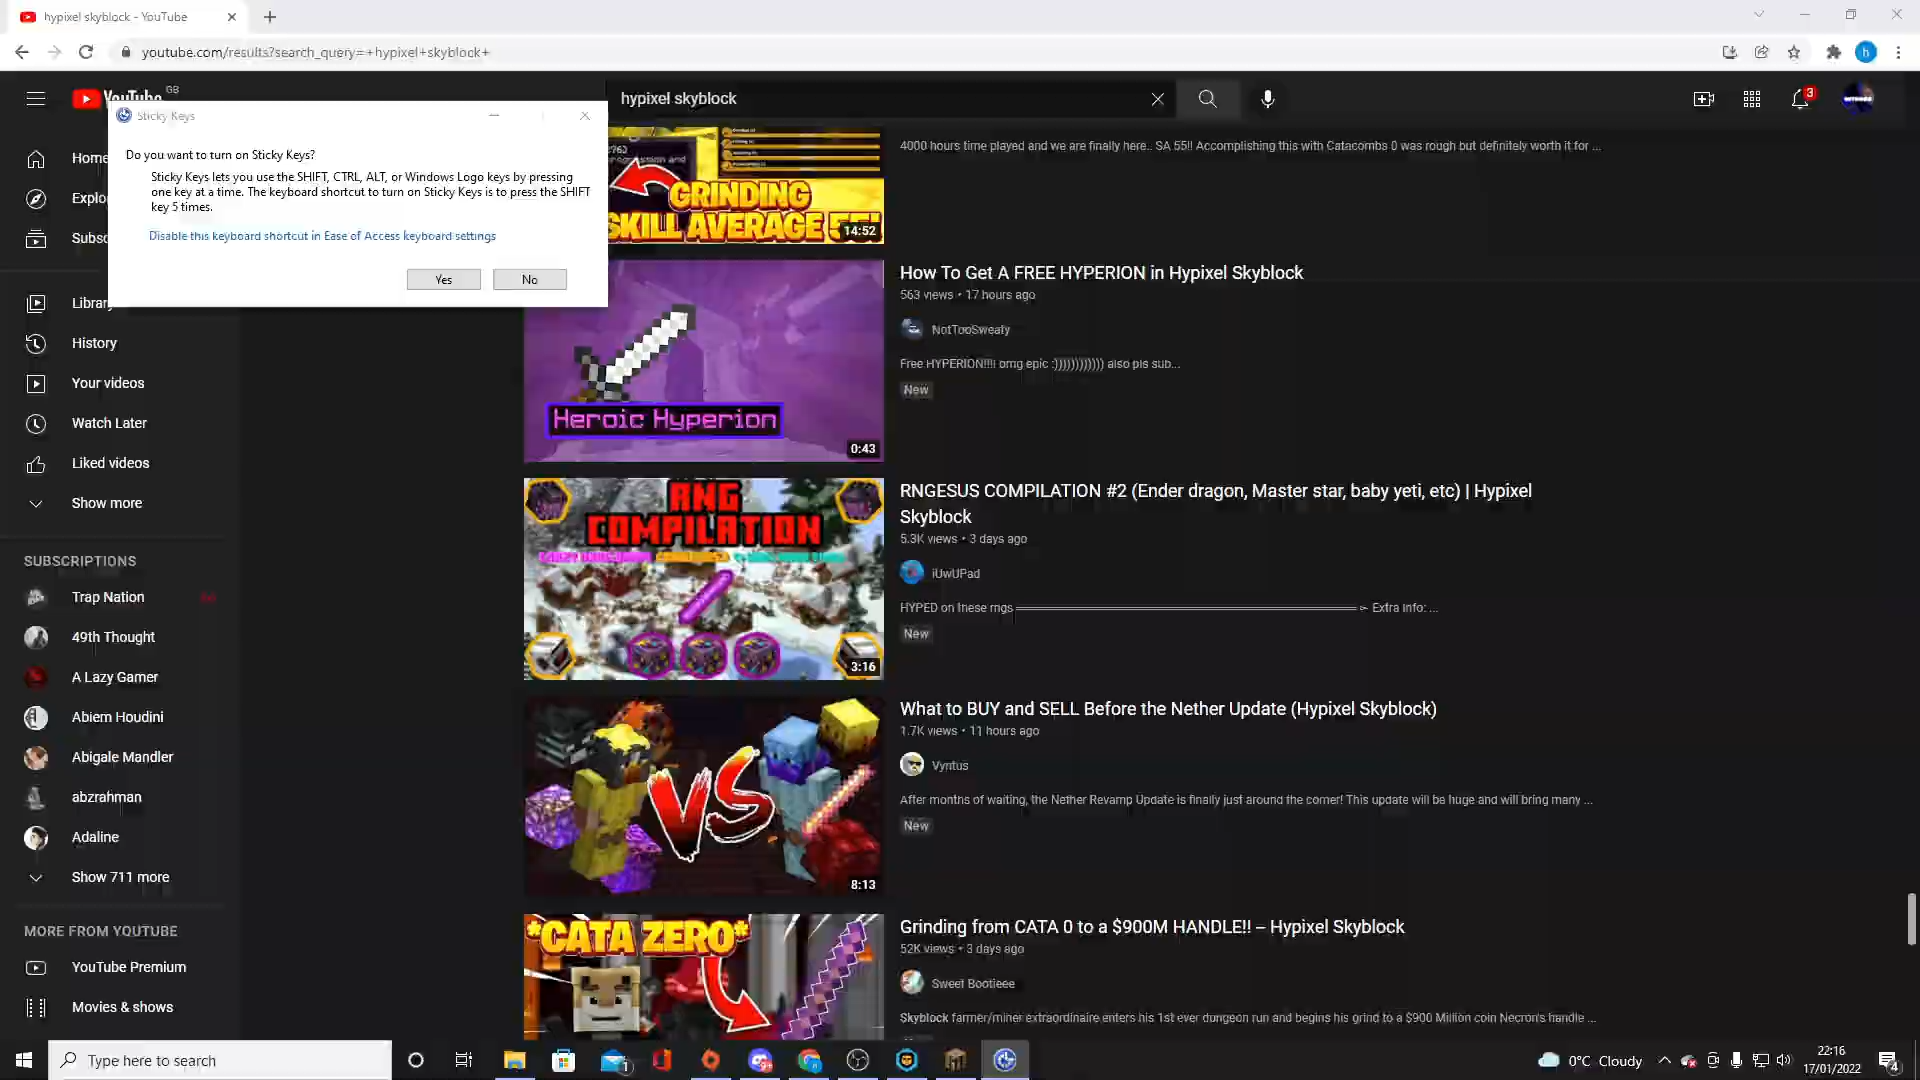 hypixel skyblock - YouTube
youtube.com/results?search_query=+hypixel+skyblock+
YouTube GB
hypixel skyblock
3
Sticky Keys
Do you want to turn on Sticky Keys?
Sticky Keys lets you use the SHIFT, CTRL, ALT, or Windows Logo keys by pressing
one key at a time. The keyboard shortcut to turn on Sticky Keys is to press the SHIFT
key 5 times.
Disable this keyboard shortcut in Ease of Access keyboard settings
Yes
No
Home
Explo
Subsc
Library
History
Your videos
Watch Later
Liked videos
Show more
SUBSCRIPTIONS
Trap Nation
49th Thought
A Lazy Gamer
Abiem Houdini
Abigale Mandler
abzrahman
Adaline
Show 711 more
MORE FROM YOUTUBE
YouTube Premium
Movies & shows
GRINDING
SKILL AVERAGE 55!
14:52
4000 hours time played and we are finally here.. SA 55!! Accomplishing this with Catacombs 0 was rough but definitely worth it for ...
Heroic Hyperion
0:43
How To Get A FREE HYPERION in Hypixel Skyblock
563 views • 17 hours ago
NotTooSweaty
Free HYPERION!!!! omg epic :)))))))))))) also pls sub...
New
RNG
COMPILATION
3:16
RNGESUS COMPILATION #2 (Ender dragon, Master star, baby yeti, etc) | Hypixel
Skyblock
5.3K views • 3 days ago
iUwUPad
HYPED on these rngs ═══════════════════════════════► Extra Info: ...
New
VS
8:13
What to BUY and SELL Before the Nether Update (Hypixel Skyblock)
1.7K views • 11 hours ago
Vyntus
After months of waiting, the Nether Revamp Update is finally just around the corner! This update will be huge and will bring many ...
New
*CATA ZERO*
Grinding from CATA 0 to a $900M HANDLE!! – Hypixel Skyblock
52K views • 3 days ago
Sweet Bootieee
Skyblock farmer/miner extraordinaire enters his 1st ever dungeon run and begins his grind to a $900 Million coin Necron's handle ...
Type here to search
1
0°C Cloudy
22:16
17/01/2022
4